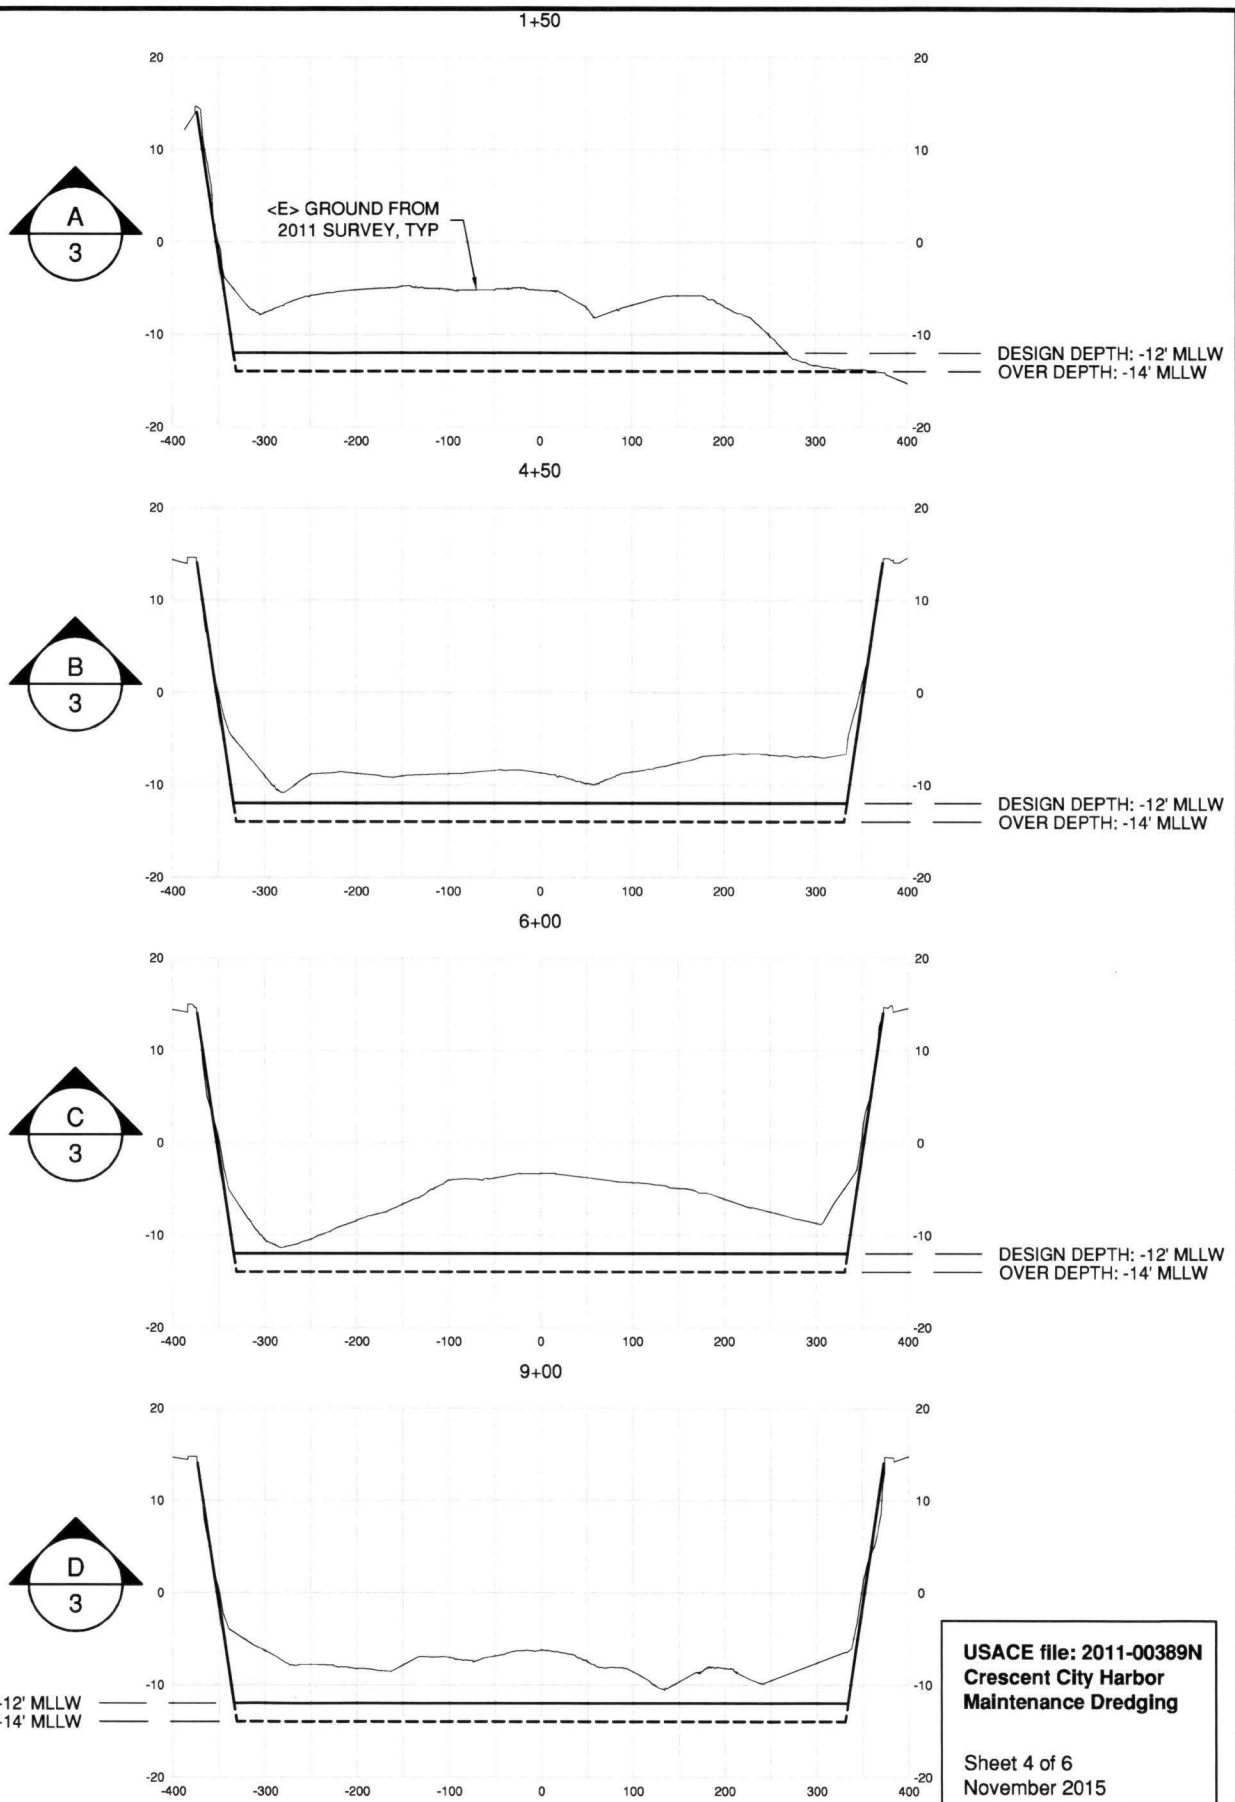 1+50
20 20
10 10
A
3
<E> GROUND FROM
2011 SURVEY, TYP
0 0
-10 -10
DESIGN DEPTH: -12' MLLW
OVER DEPTH: -14' MLLW
-20 -20
-400 -300 -200 -100 0 100 200 300 400
4+50
20 20
10 10
B
3
0 0
-10 -10
DESIGN DEPTH: -12' MLLW
OVER DEPTH: -14' MLLW
-20 -20
-400 -300 -200 -100 0 100 200 300 400
6+00
20 20
10 10
C
3
0 0
-10 -10
DESIGN DEPTH: -12' MLLW
OVER DEPTH: -14' MLLW
-20 -20
-400 -300 -200 -100 0 100 200 300 400
9+00
20 20
10 10
D
3
0 0
-10 -10
-12' MLLW
-14' MLLW
-20 -20
-400 -300 -200 -100 0 100 200 300 400
USACE file: 2011-00389N
Crescent City Harbor
Maintenance Dredging
Sheet 4 of 6
November 2015